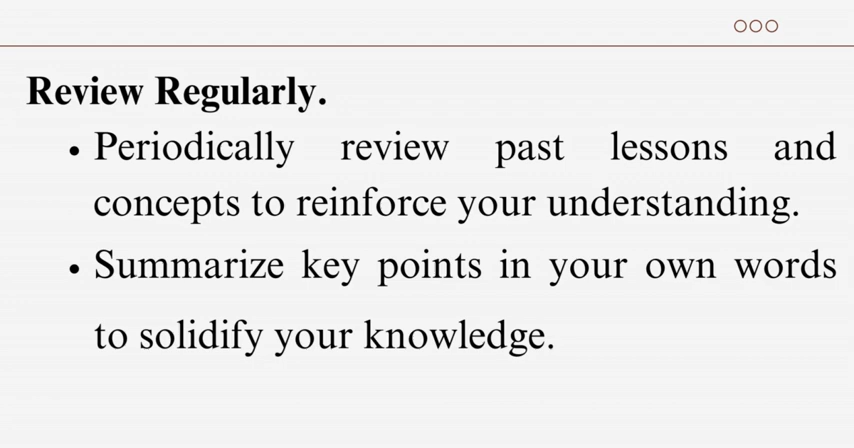 Review Regularly.
• Periodically review past lessons and
concepts to reinforce your understanding.
• Summarize key points in your own words
to solidify your knowledge.